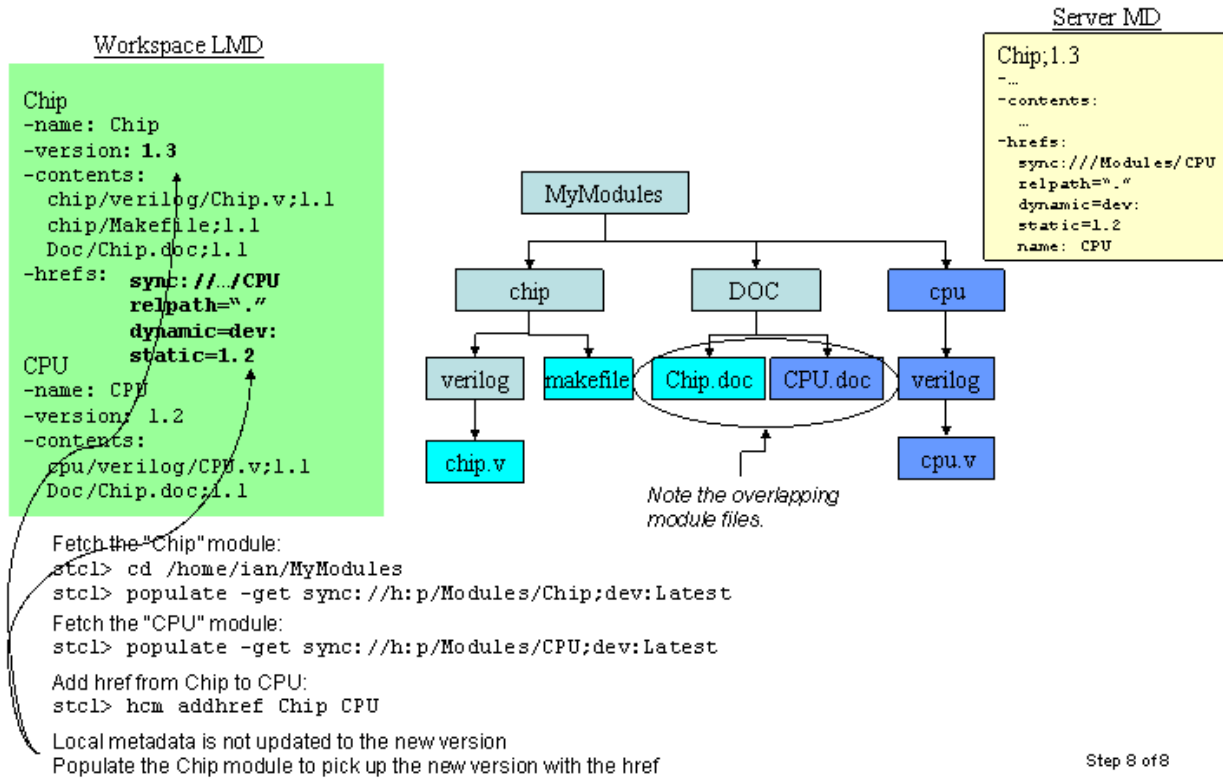 Workspace LMD
Chip
-name: Chip
-version: 1.3
-contents:
chip/verilog/Chip.v;1.1
chip/Makefile;1.1
Doc/Chip.doc;1.1
-hrefs: sync://…/CPU
relpath=“.”
dynamic=dev:
static=1.2
CPU
-name: CPU
-version: 1.2
-contents:
cpu/verilog/CPU.v;1.1
Doc/Chip.doc;1.1
Server MD
Chip;1.3
-…
-contents:
…
-hrefs:
sync:///Modules/CPU
relpath=“.”
dynamic=dev:
static=1.2
name: CPU
MyModules
chip
DOC
cpu
verilog
makefile
Chip.doc
CPU.doc
verilog
chip.v
cpu.v
Note the overlapping
module files.
Fetch the "Chip" module:
stcl> cd /home/ian/MyModules
stcl> populate -get sync://h:p/Modules/Chip;dev:Latest
Fetch the "CPU" module:
stcl> populate -get sync://h:p/Modules/CPU;dev:Latest
Add href from Chip to CPU:
stcl> hcm addhref Chip CPU
Local metadata is not updated to the new version
Populate the Chip module to pick up the new version with the href
Step 8 of 8